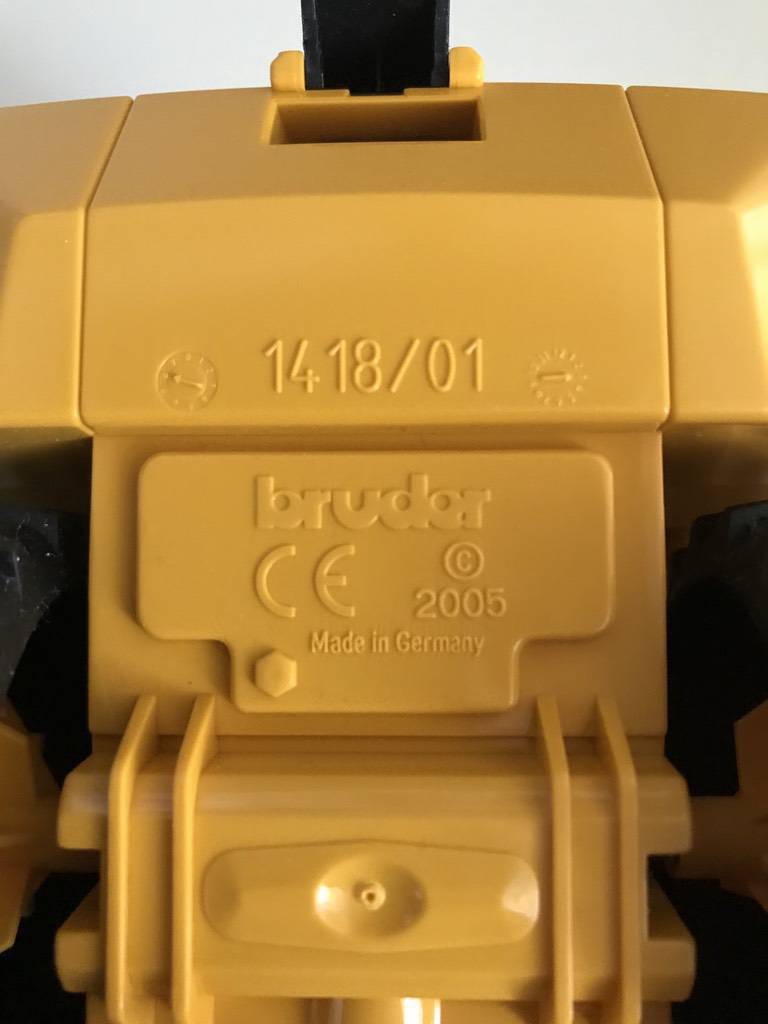 1418/01
bruder
CE ©
2005
Made in Germany